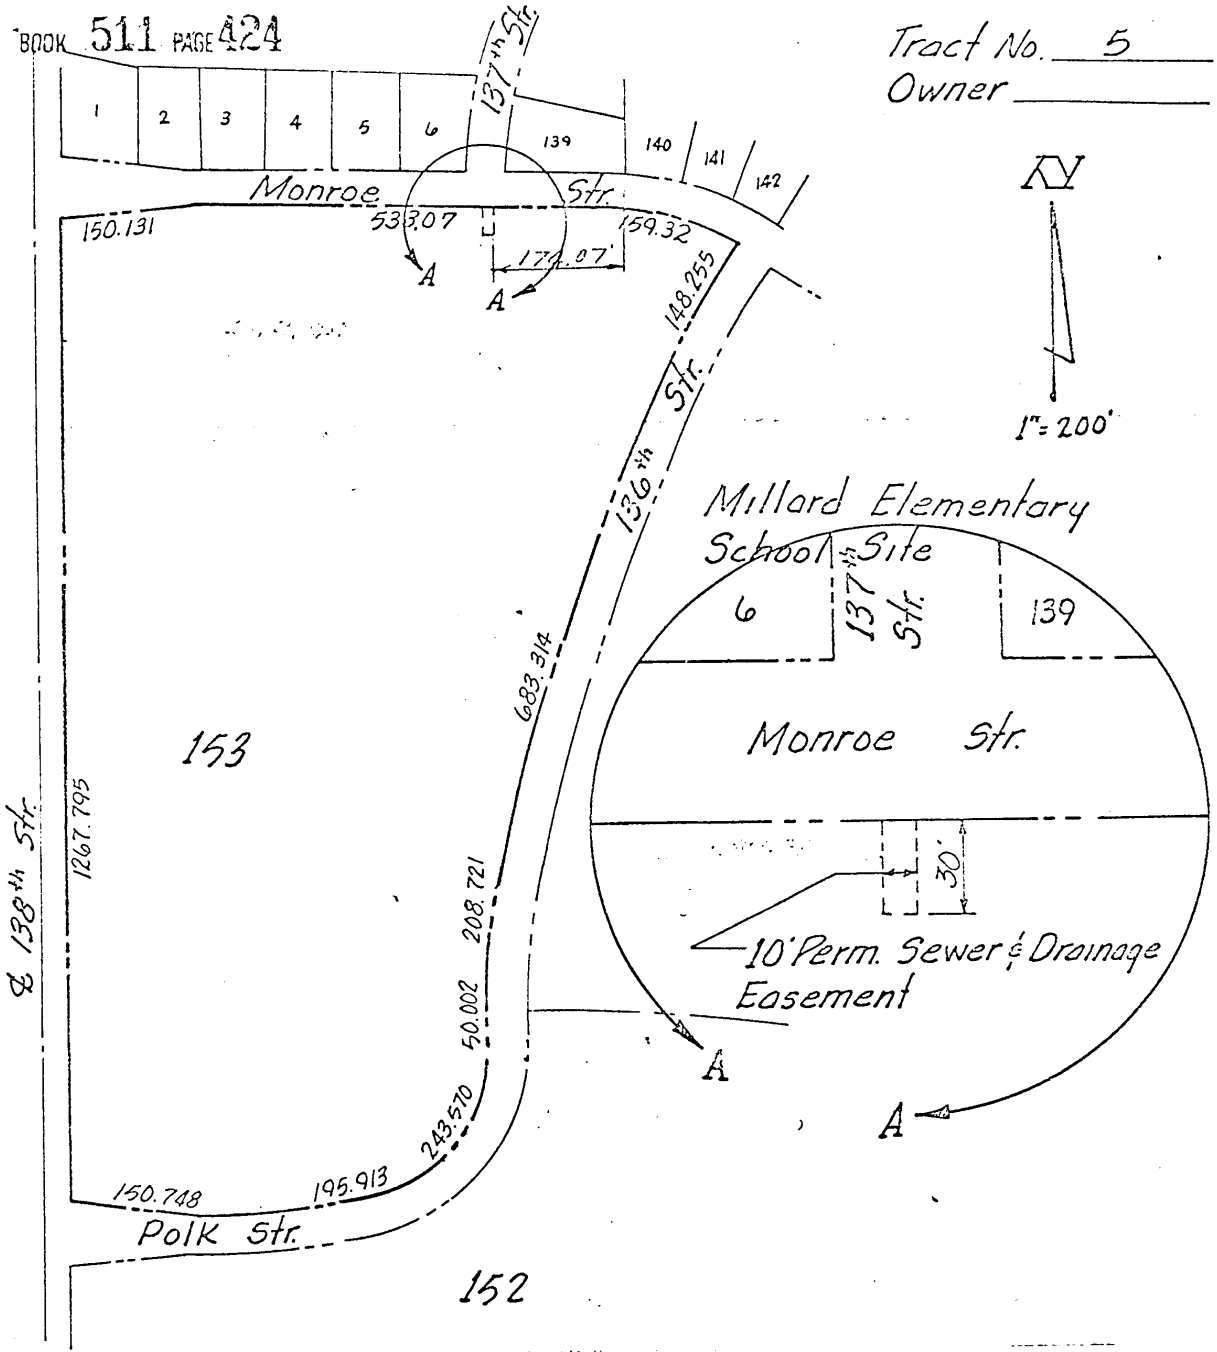 BOOK 511 PAGE 424
Tract No. 5
Owner
137th Str.
1
2
3
4
5
6
139
140
141
142
Monroe Str.
150.131
533.07
159.32
A
A
148.255
N
1"=200'
136th Str.
Millard Elementary
School Site
6
137th
Str.
139
Monroe Str.
683.314
153
1267.795
℄ 138th Str.
208.721
30'
10' Perm. Sewer & Drainage
Easement
50.002
A
A
243.570
150.748
195.913
Polk Str.
152